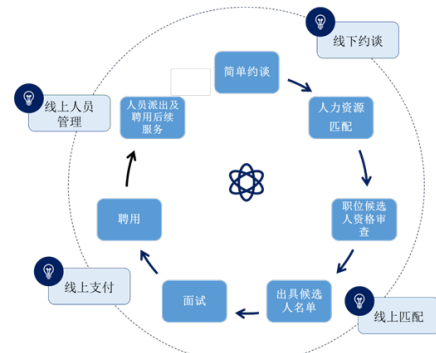 线下约谈
简单约谈
线上人员
管理
人员派出及
聘用后续
服务
人力资源
匹配
聘用
职位候选
人资格审
查
线上支付
面试
出具候选
人名单
线上匹配